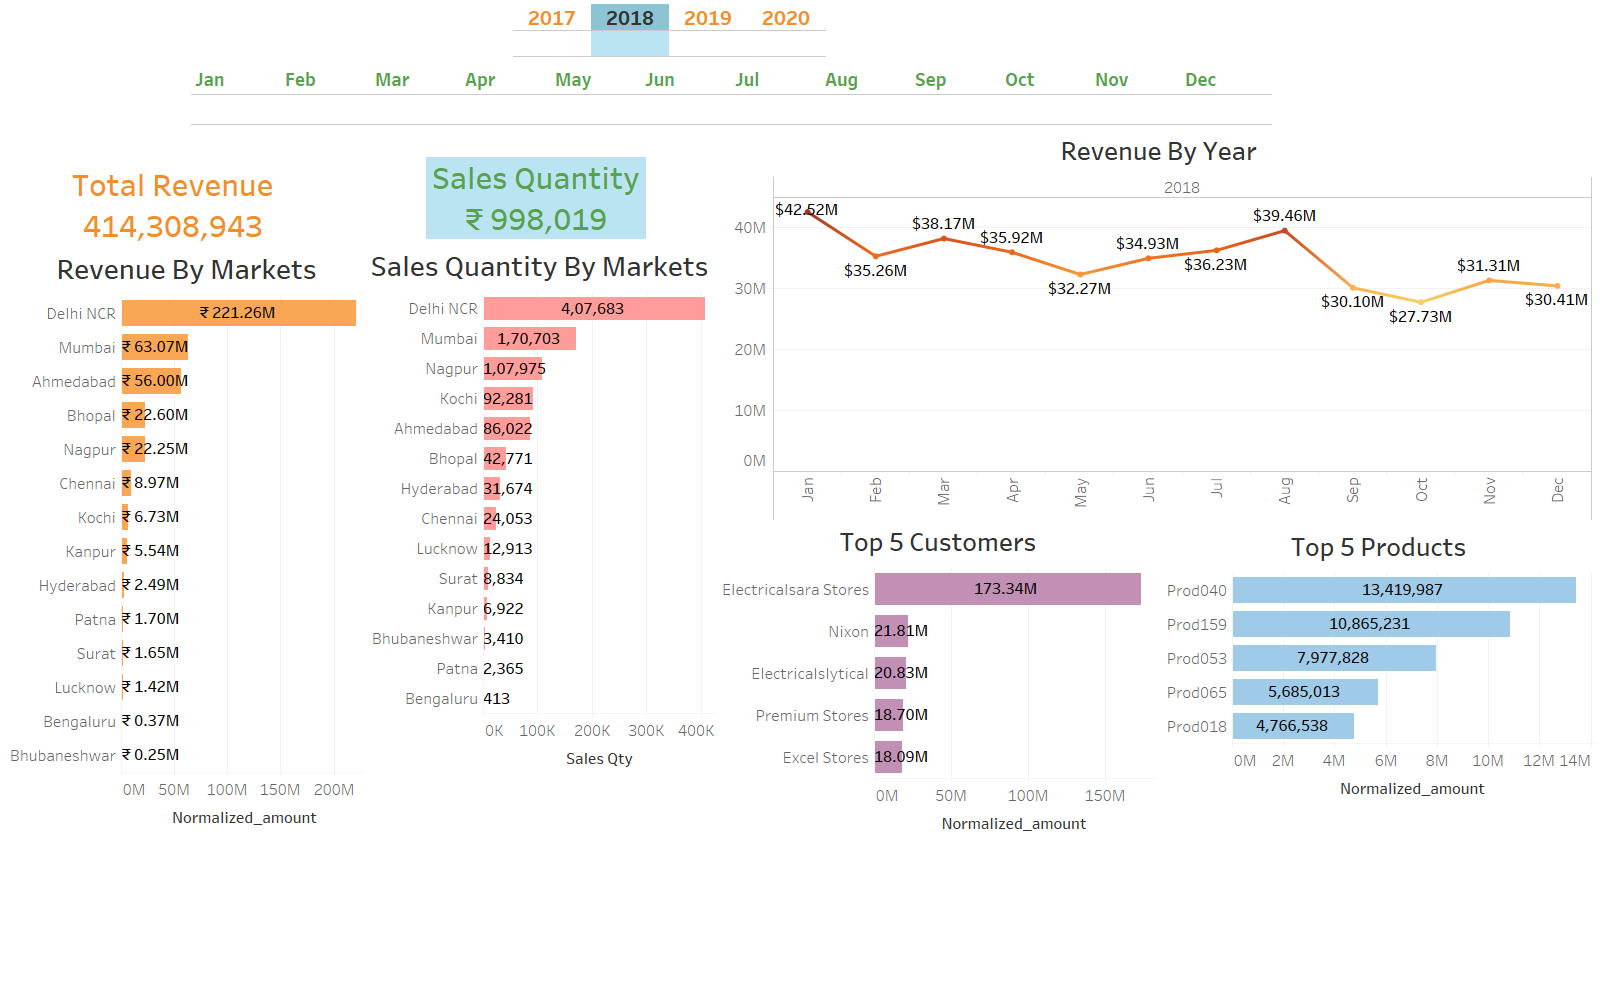 2017 2018 2019 2020
Jan Feb Mar Apr May Jun Jul Aug Sep Oct Nov Dec
Total Revenue
414,308,943
Sales Quantity
₹ 998,019
Revenue By Markets
Delhi NCR ₹ 221.26M
Mumbai ₹ 63.07M
Ahmedabad ₹ 56.00M
Bhopal ₹ 22.60M
Nagpur ₹ 22.25M
Chennai ₹ 8.97M
Kochi ₹ 6.73M
Kanpur ₹ 5.54M
Hyderabad ₹ 2.49M
Patna ₹ 1.70M
Surat ₹ 1.65M
Lucknow ₹ 1.42M
Bengaluru ₹ 0.37M
Bhubaneshwar ₹ 0.25M
0M 50M 100M 150M 200M
Normalized_amount
Sales Quantity By Markets
Delhi NCR 4,07,683
Mumbai 1,70,703
Nagpur 1,07,975
Kochi 92,281
Ahmedabad 86,022
Bhopal 42,771
Hyderabad 31,674
Chennai 24,053
Lucknow 12,913
Surat 8,834
Kanpur 6,922
Bhubaneshwar 3,410
Patna 2,365
Bengaluru 413
0K 100K 200K 300K 400K
Sales Qty
Revenue By Year
2018
40M
30M
20M
10M
0M
$42.52M $35.26M $38.17M $35.92M $32.27M $34.93M $36.23M $39.46M $30.10M $27.73M $31.31M $30.41M
Jan Feb Mar Apr May Jun Jul Aug Sep Oct Nov Dec
Top 5 Customers
Electricalsara Stores 173.34M
Nixon 21.81M
Electricalslytical 20.83M
Premium Stores 18.70M
Excel Stores 18.09M
0M 50M 100M 150M
Normalized_amount
Top 5 Products
Prod040 13,419,987
Prod159 10,865,231
Prod053 7,977,828
Prod065 5,685,013
Prod018 4,766,538
0M 2M 4M 6M 8M 10M 12M 14M
Normalized_amount